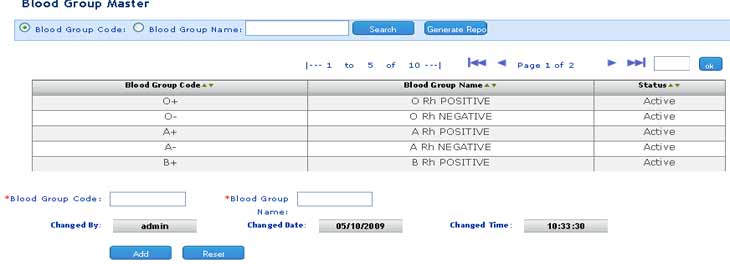 Blood Group Master
Blood Group Code: Blood Group Name: Search Generate Repo
|--- 1 to 5 of 10 ---| Page 1 of 2 ok
Blood Group Code Blood Group Name Status
O+ O Rh POSITIVE Active
O- O Rh NEGATIVE Active
A+ A Rh POSITIVE Active
A- A Rh NEGATIVE Active
B+ B Rh POSITIVE Active
*Blood Group Code: *Blood Group Name:
Changed By: admin Changed Date: 05/10/2009 Changed Time: 10:33:30
Add Reset